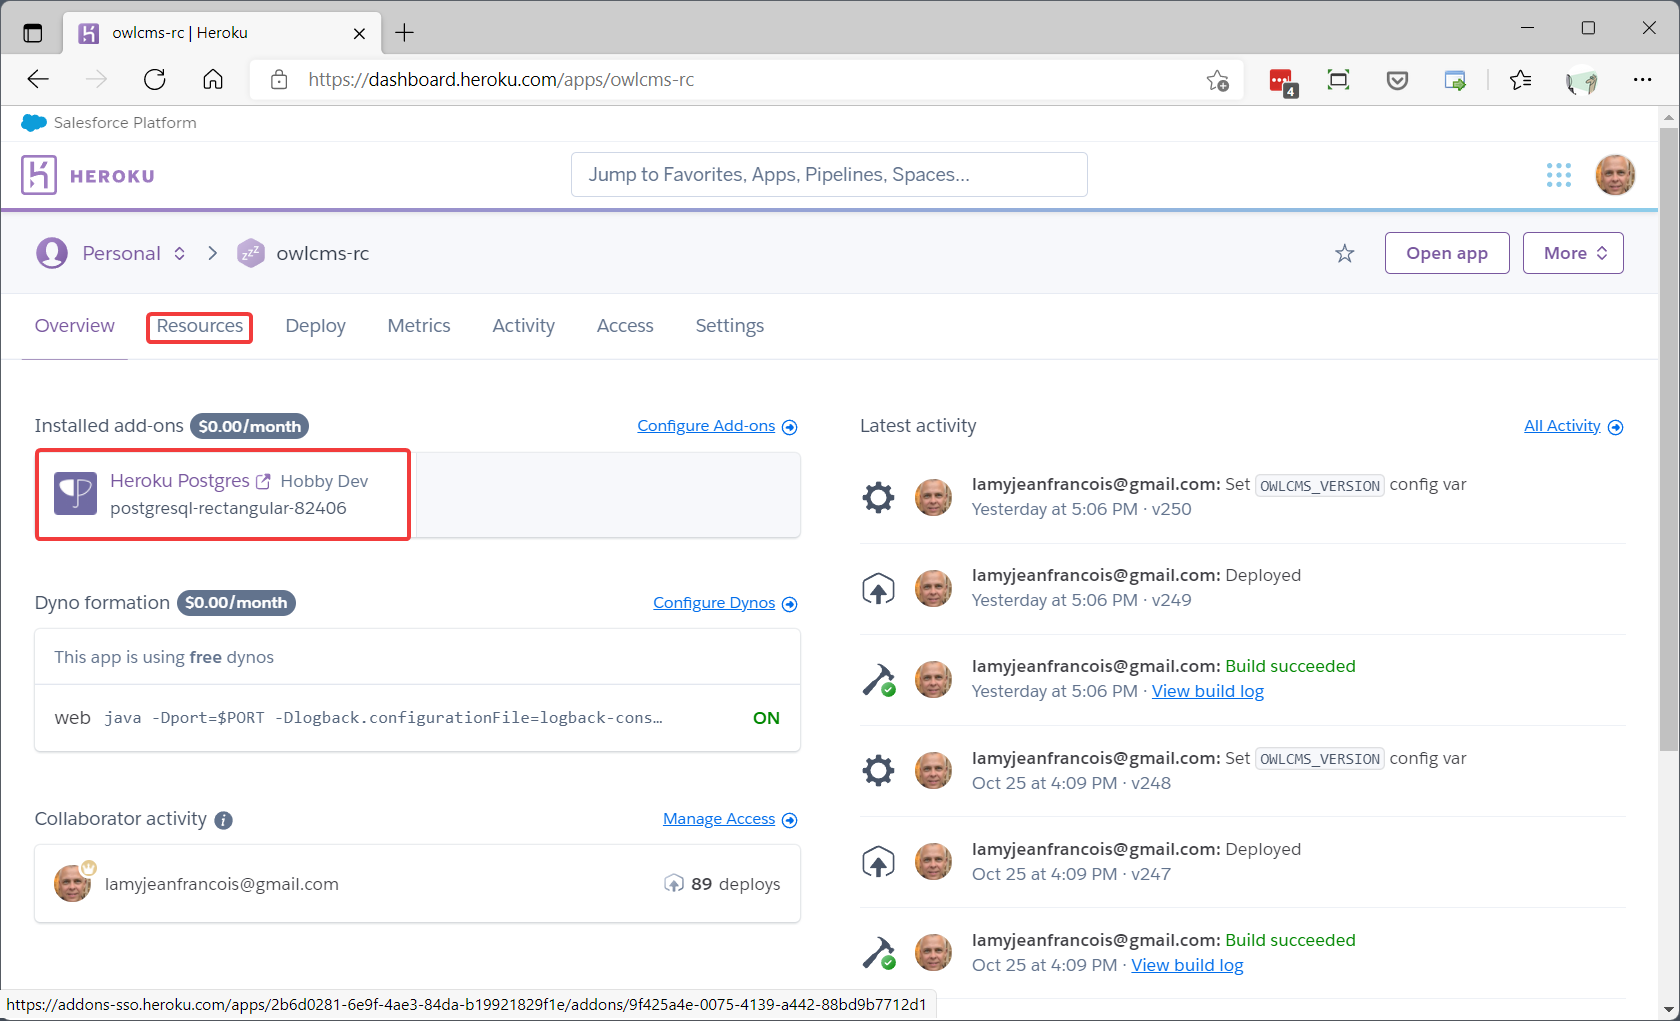 owlcms-rc | Heroku
https://dashboard.heroku.com/apps/owlcms-rc
4
Salesforce Platform
HEROKU
Jump to Favorites, Apps, Pipelines, Spaces...
Personal
zzZ
owlcms-rc
Open app
More
Overview
Resources
Deploy
Metrics
Activity
Access
Settings
Installed add-ons $0.00/month
Configure Add-ons
Heroku Postgres Hobby Dev
postgresql-rectangular-82406
Dyno formation $0.00/month
Configure Dynos
This app is using free dynos
web java -Dport=$PORT -Dlogback.configurationFile=logback-cons…
ON
Collaborator activity
Manage Access
lamyjeanfrancois@gmail.com
89 deploys
Latest activity
All Activity
lamyjeanfrancois@gmail.com: Set OWLCMS_VERSION config var
Yesterday at 5:06 PM · v250
lamyjeanfrancois@gmail.com: Deployed
Yesterday at 5:06 PM · v249
lamyjeanfrancois@gmail.com: Build succeeded
Yesterday at 5:06 PM · View build log
lamyjeanfrancois@gmail.com: Set OWLCMS_VERSION config var
Oct 25 at 4:09 PM · v248
lamyjeanfrancois@gmail.com: Deployed
Oct 25 at 4:09 PM · v247
lamyjeanfrancois@gmail.com: Build succeeded
Oct 25 at 4:09 PM · View build log
https://addons-sso.heroku.com/apps/2b6d0281-6e9f-4ae3-84da-b19921829f1e/addons/9f425a4e-0075-4139-a442-88bd9b7712d1